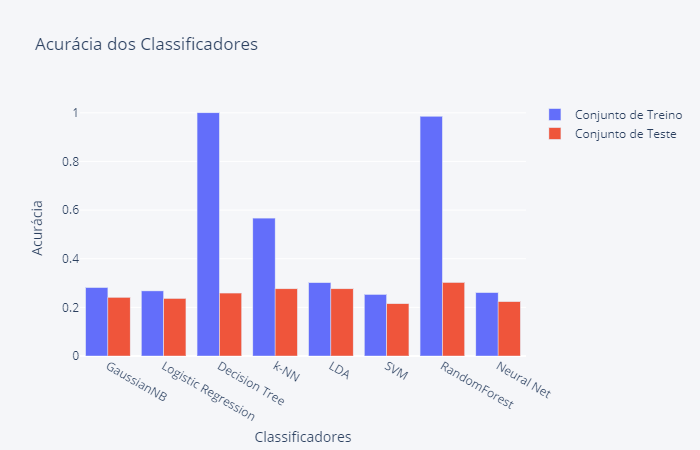 Acurácia dos Classificadores
Conjunto de Treino
Conjunto de Teste
Acurácia
1
0.8
0.6
0.4
0.2
0
GaussianNB
Logistic Regression
Decision Tree
k-NN
LDA
SVM
RandomForest
Neural Net
Classificadores